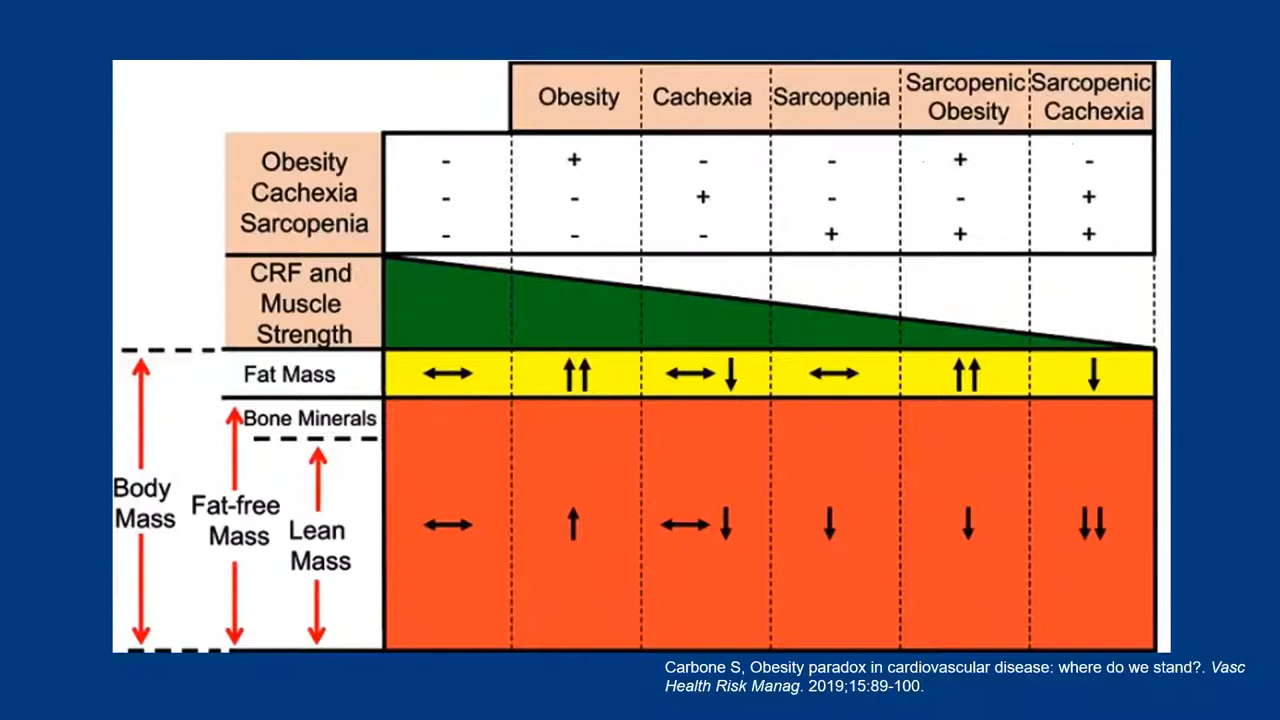 Obesity Cachexia Sarcopenia Sarcopenic Obesity Sarcopenic Cachexia
Obesity - + - - + -
Cachexia - - + - - +
Sarcopenia - - - + + +
CRF and
Muscle
Strength
Fat Mass ↔ ↑↑ ↔↓ ↔ ↑↑ ↓
Bone Minerals
Body
Mass
Fat-free
Mass
Lean
Mass
↔ ↑ ↔↓ ↓ ↓ ↓↓
Carbone S, Obesity paradox in cardiovascular disease: where do we stand?. Vasc
Health Risk Manag. 2019;15:89-100.